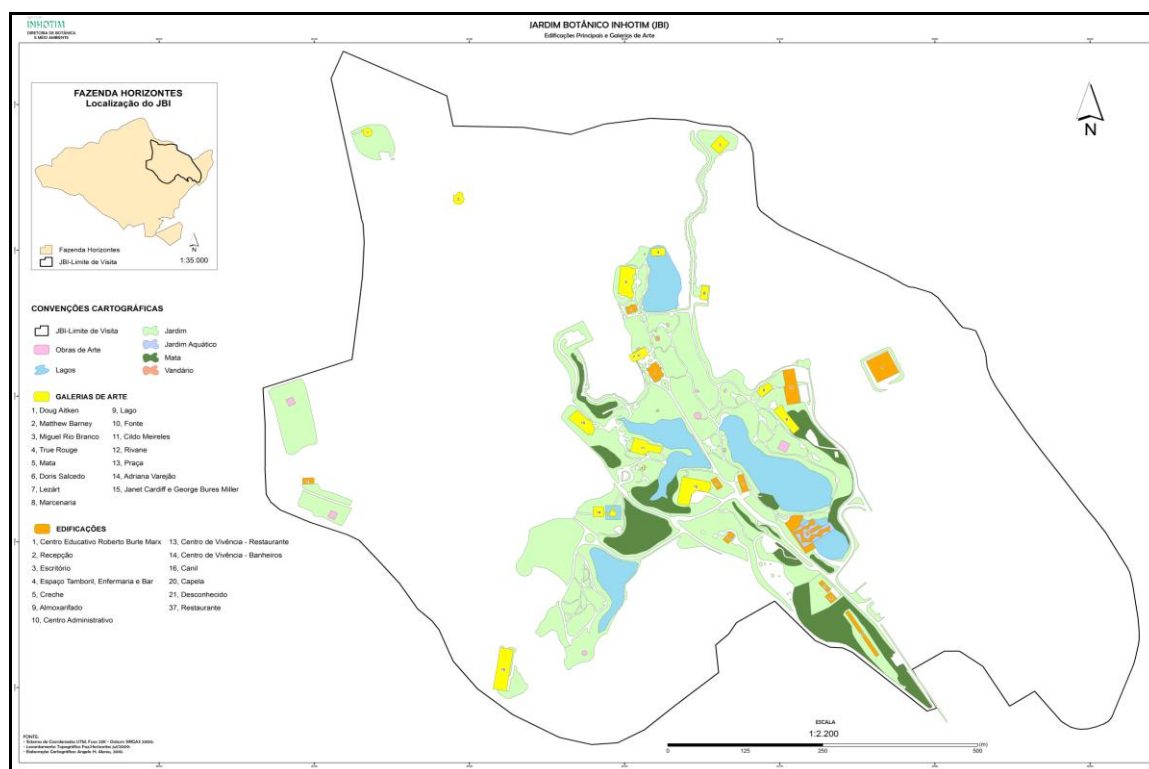 INHOTIM
DIRETORIA DE BOTÂNICA
E MEIO AMBIENTE
JARDIM BOTÂNICO INHOTIM (JBI)
Edificações Principais e Galerias de Arte
FAZENDA HORIZONTES
Localização do JBI
N
Fazenda Horizontes
JBI-Limite de Visita
1:35.000
N
CONVENÇÕES CARTOGRÁFICAS
JBI-Limite de Visita
Obras de Arte
Lagos
Jardim
Jardim Aquático
Mata
Vandário
GALERIAS DE ARTE
1, Doug Aitken
2, Matthew Barney
3, Miguel Rio Branco
4, True Rouge
5, Mata
6, Doris Salcedo
7, Lezárt
8, Marcenaria
9, Lago
10, Fonte
11, Cildo Meireles
12, Rivane
13, Praça
14, Adriana Varejão
15, Janet Cardiff e George Bures Miller
EDIFICAÇÕES
1, Centro Educativo Roberto Burle Marx
2, Recepção
3, Escritório
4, Espaço Tamboril, Enfermaria e Bar
5, Creche
9, Almoxarifado
10, Centro Administrativo
13, Centro de Vivência - Restaurante
14, Centro de Vivência - Banheiros
16, Canil
20, Capela
21, Desconhecido
37, Restaurante
FONTE:
ESCALA
1:2.200
0 125 250 500 (m)